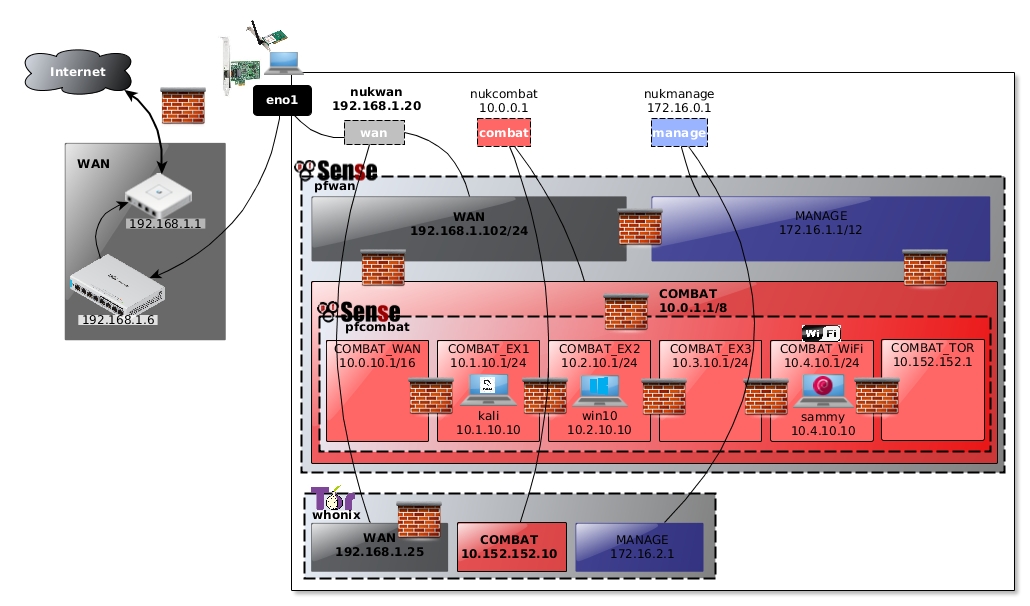 Internet
WAN
192.168.1.1
192.168.1.6
eno1
nukwan
192.168.1.20
wan
nukcombat
10.0.0.1
combat
nukmanage
172.16.0.1
manage
Sense
pfwan
WAN
192.168.1.102/24
MANAGE
172.16.1.1/12
COMBAT
10.0.1.1/8
Sense
pfcombat
Wi Fi
COMBAT_WAN
10.0.10.1/16
COMBAT_EX1
10.1.10.1/24
kali
10.1.10.10
COMBAT_EX2
10.2.10.1/24
win10
10.2.10.10
COMBAT_EX3
10.3.10.1/24
COMBAT_WiFi
10.4.10.1/24
sammy
10.4.10.10
COMBAT_TOR
10.152.152.1
Tor
whonix
WAN
192.168.1.25
COMBAT
10.152.152.10
MANAGE
172.16.2.1